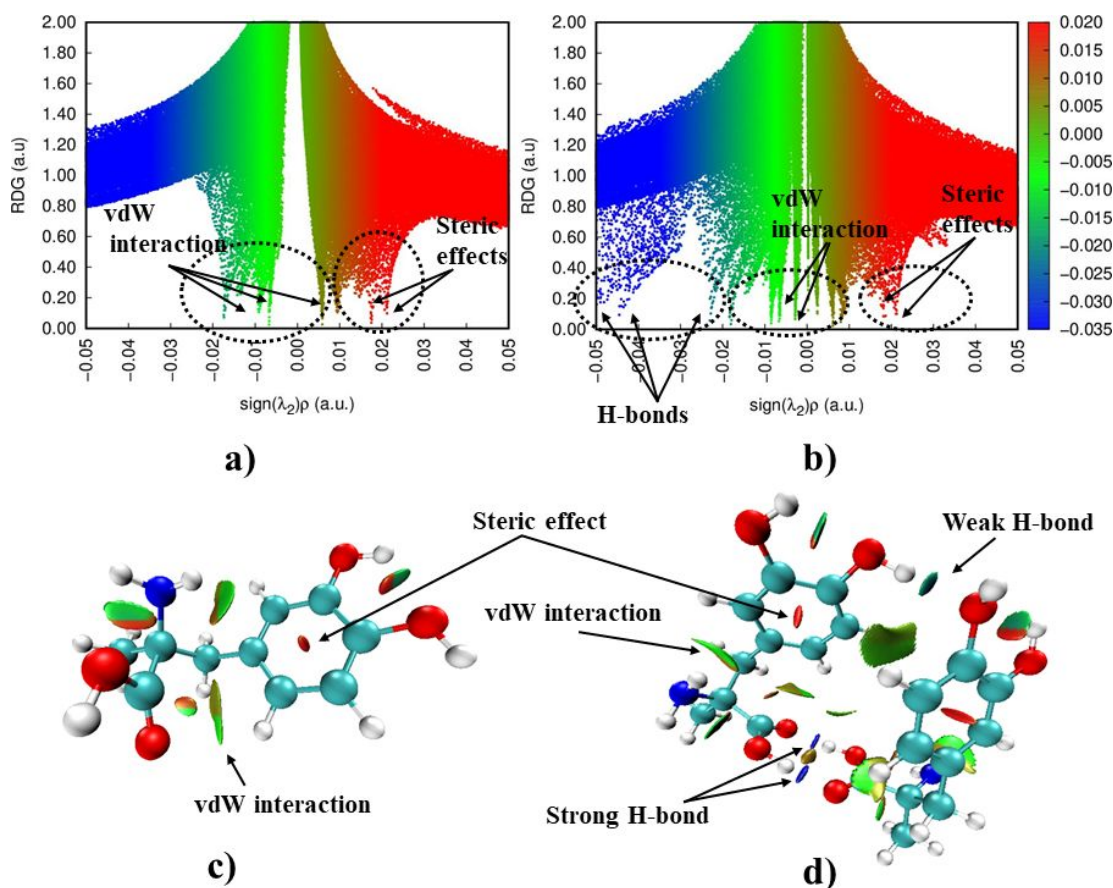 2.00
1.80
1.60
1.40
1.20
1.00
0.80
0.60
0.40
0.20
0.00
RDG (a.u)
vdW
interaction
Steric
effects
−0.05
−0.04
−0.03
−0.02
−0.01
0.00
0.01
0.02
0.03
0.04
0.05
sign(λ₂)ρ (a.u.)
a)
2.00
1.80
1.60
1.40
1.20
1.00
0.80
0.60
0.40
0.20
0.00
RDG (a.u)
vdW
interaction
Steric
effects
−0.05
0.04
0.03
0.02
−0.01
0.00
0.01
0.02
0.03
0.04
0.05
H-bonds
sign(λ₂)ρ (a.u.)
b)
0.020
0.015
0.010
0.005
0.000
−0.005
−0.010
−0.015
−0.020
−0.025
−0.030
−0.035
Steric effect
Weak H-bond
vdW interaction
vdW interaction
Strong H-bond
c)
d)